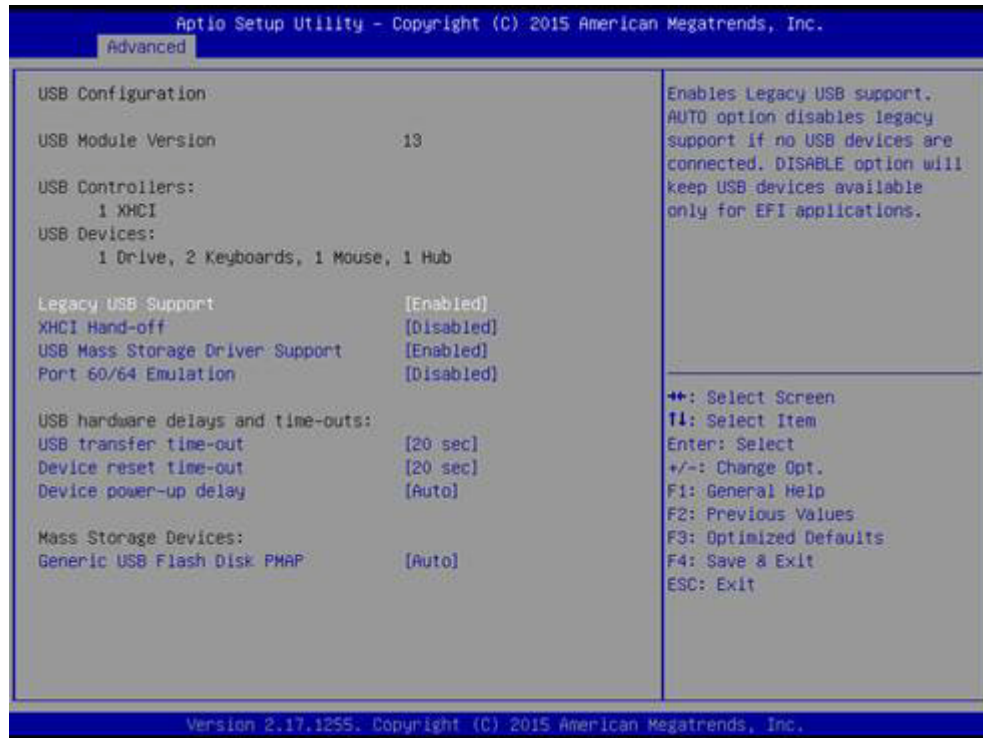 Aptio Setup Utility – Copyright (C) 2015 American Megatrends, Inc.
Advanced
USB Configuration
USB Module Version 13
USB Controllers:
1 XHCI
USB Devices:
1 Drive, 2 Keyboards, 1 Mouse, 1 Hub
Legacy USB Support [Enabled]
XHCI Hand-off [Disabled]
USB Mass Storage Driver Support [Enabled]
Port 60/64 Emulation [Disabled]
USB hardware delays and time-outs:
USB transfer time-out [20 sec]
Device reset time-out [20 sec]
Device power-up delay [Auto]
Mass Storage Devices:
Generic USB Flash Disk PMAP [Auto]
Enables Legacy USB support.
AUTO option disables legacy
support if no USB devices are
connected. DISABLE option will
keep USB devices available
only for EFI applications.
→←: Select Screen
↑↓: Select Item
Enter: Select
+/-: Change Opt.
F1: General Help
F2: Previous Values
F3: Optimized Defaults
F4: Save & Exit
ESC: Exit
Version 2.17.1255. Copyright (C) 2015 American Megatrends, Inc.